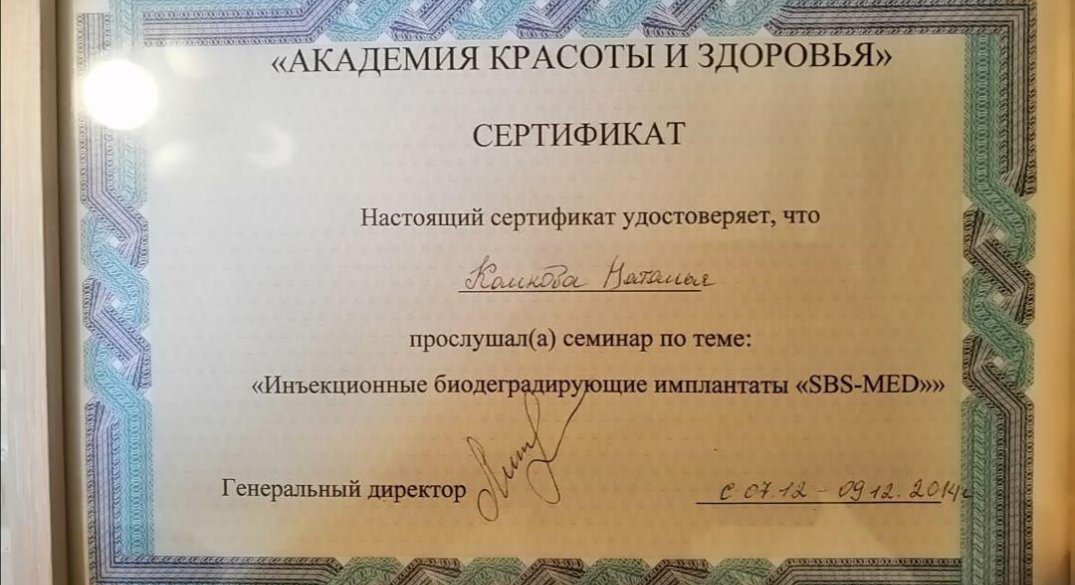 «АКАДЕМИЯ КРАСОТЫ И ЗДОРОВЬЯ»
СЕРТИФИКАТ
Настоящий сертификат удостоверяет, что
Комкова Наталья
прослушал(а) семинар по теме:
«Инъекционные биодеградирующие имплантаты «SBS-MED»»
Генеральный директор с 07.12 - 09.12. 2014г